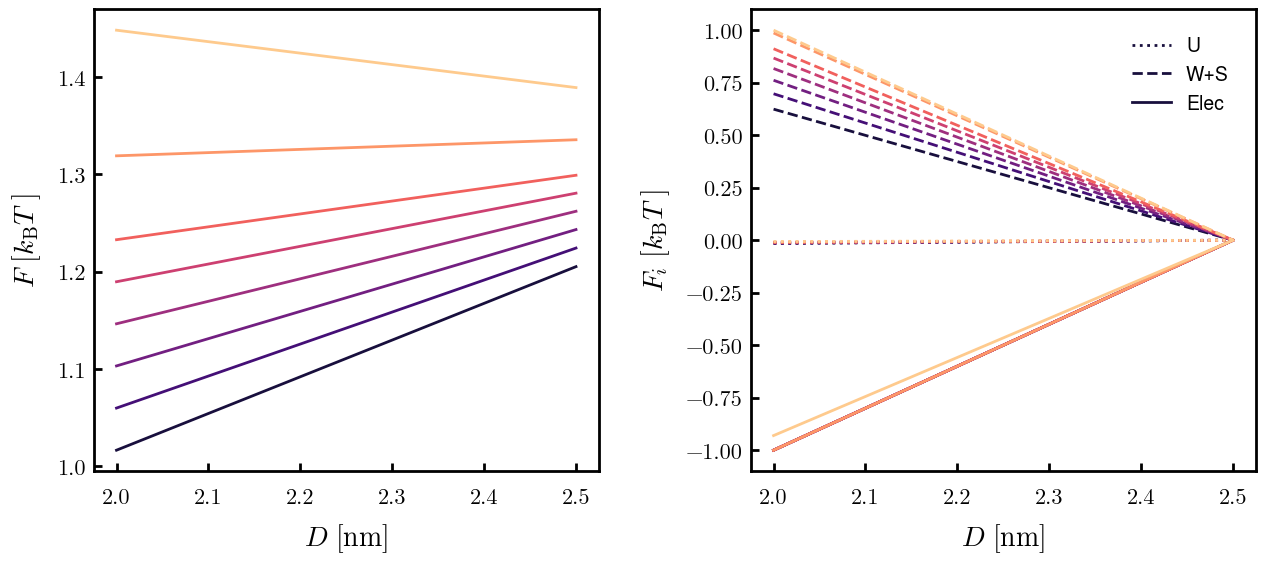 F [k_B T]
1.4
1.3
1.2
1.1
1.0
2.0 2.1 2.2 2.3 2.4 2.5
D [nm]
F_i [k_B T]
1.00
0.75
0.50
0.25
0.00
−0.25
−0.50
−0.75
−1.00
U
W+S
Elec
2.0 2.1 2.2 2.3 2.4 2.5
D [nm]